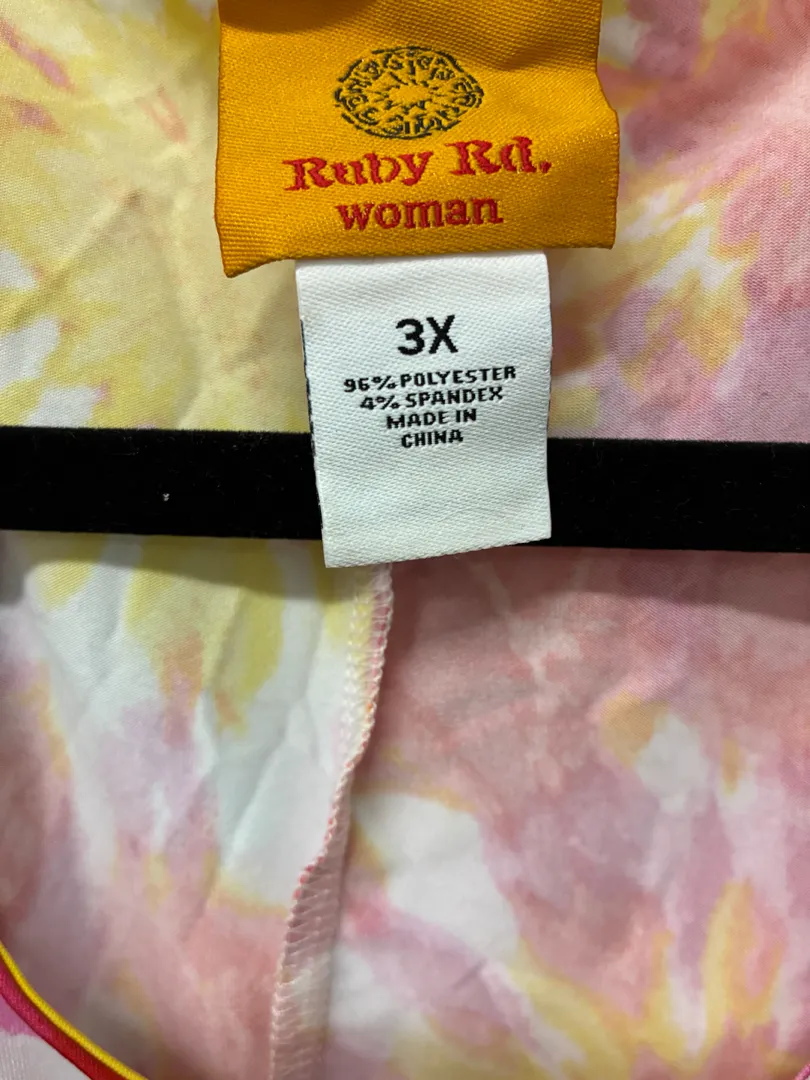 Ruby Rd.
woman
3X
96% POLYESTER
4% SPANDEX
MADE IN
CHINA